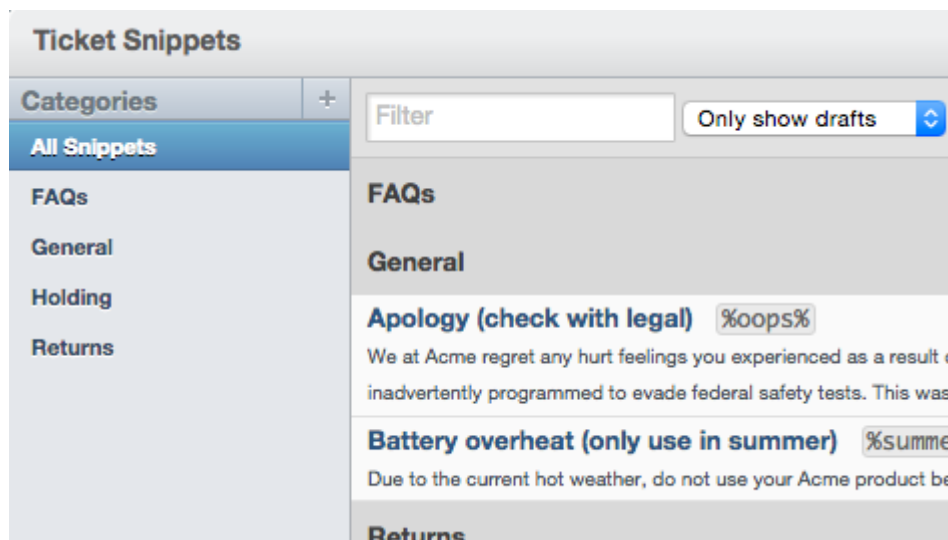 Ticket Snippets
Categories +
All Snippets
FAQs
General
Holding
Returns
Filter
Only show drafts
FAQs
General
Apology (check with legal) %oops%
We at Acme regret any hurt feelings you experienced as a result
inadvertently programmed to evade federal safety tests. This was
Battery overheat (only use in summer) %summe
Due to the current hot weather, do not use your Acme product be
Returns